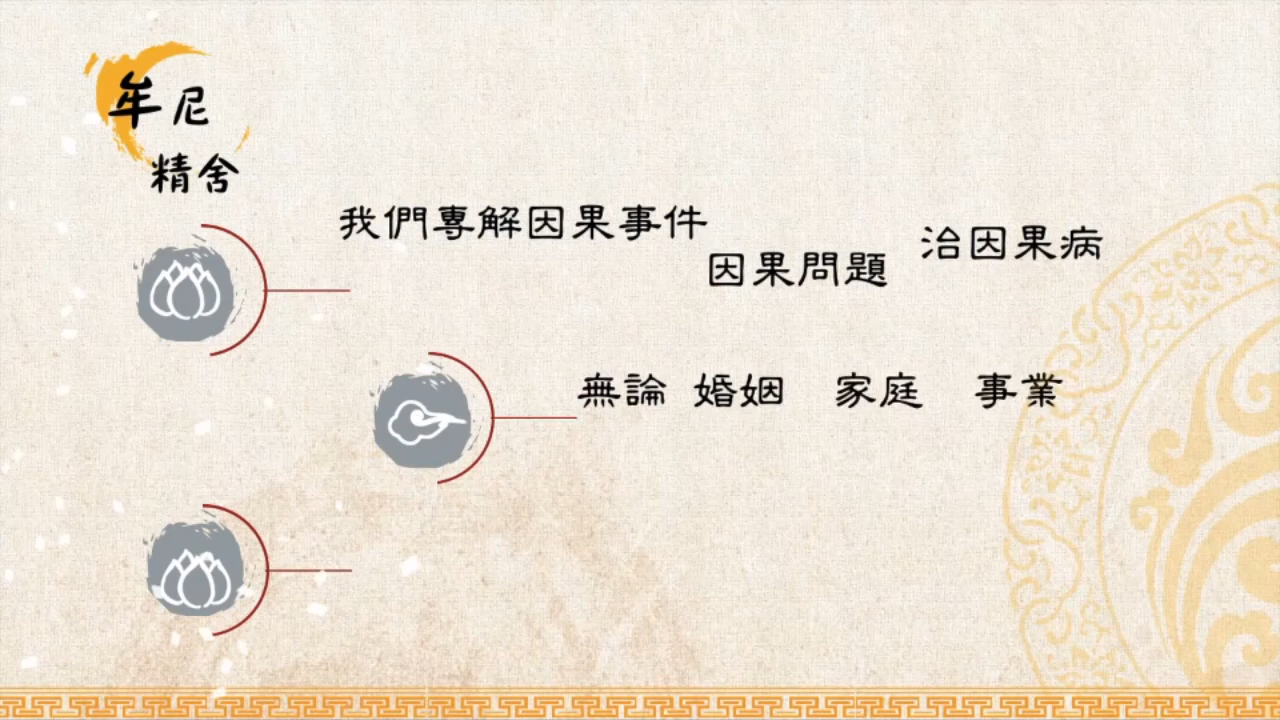 牟尼
精舍
我們專解因果事件
因果問題
治因果病
無論 婚姻 家庭 事業